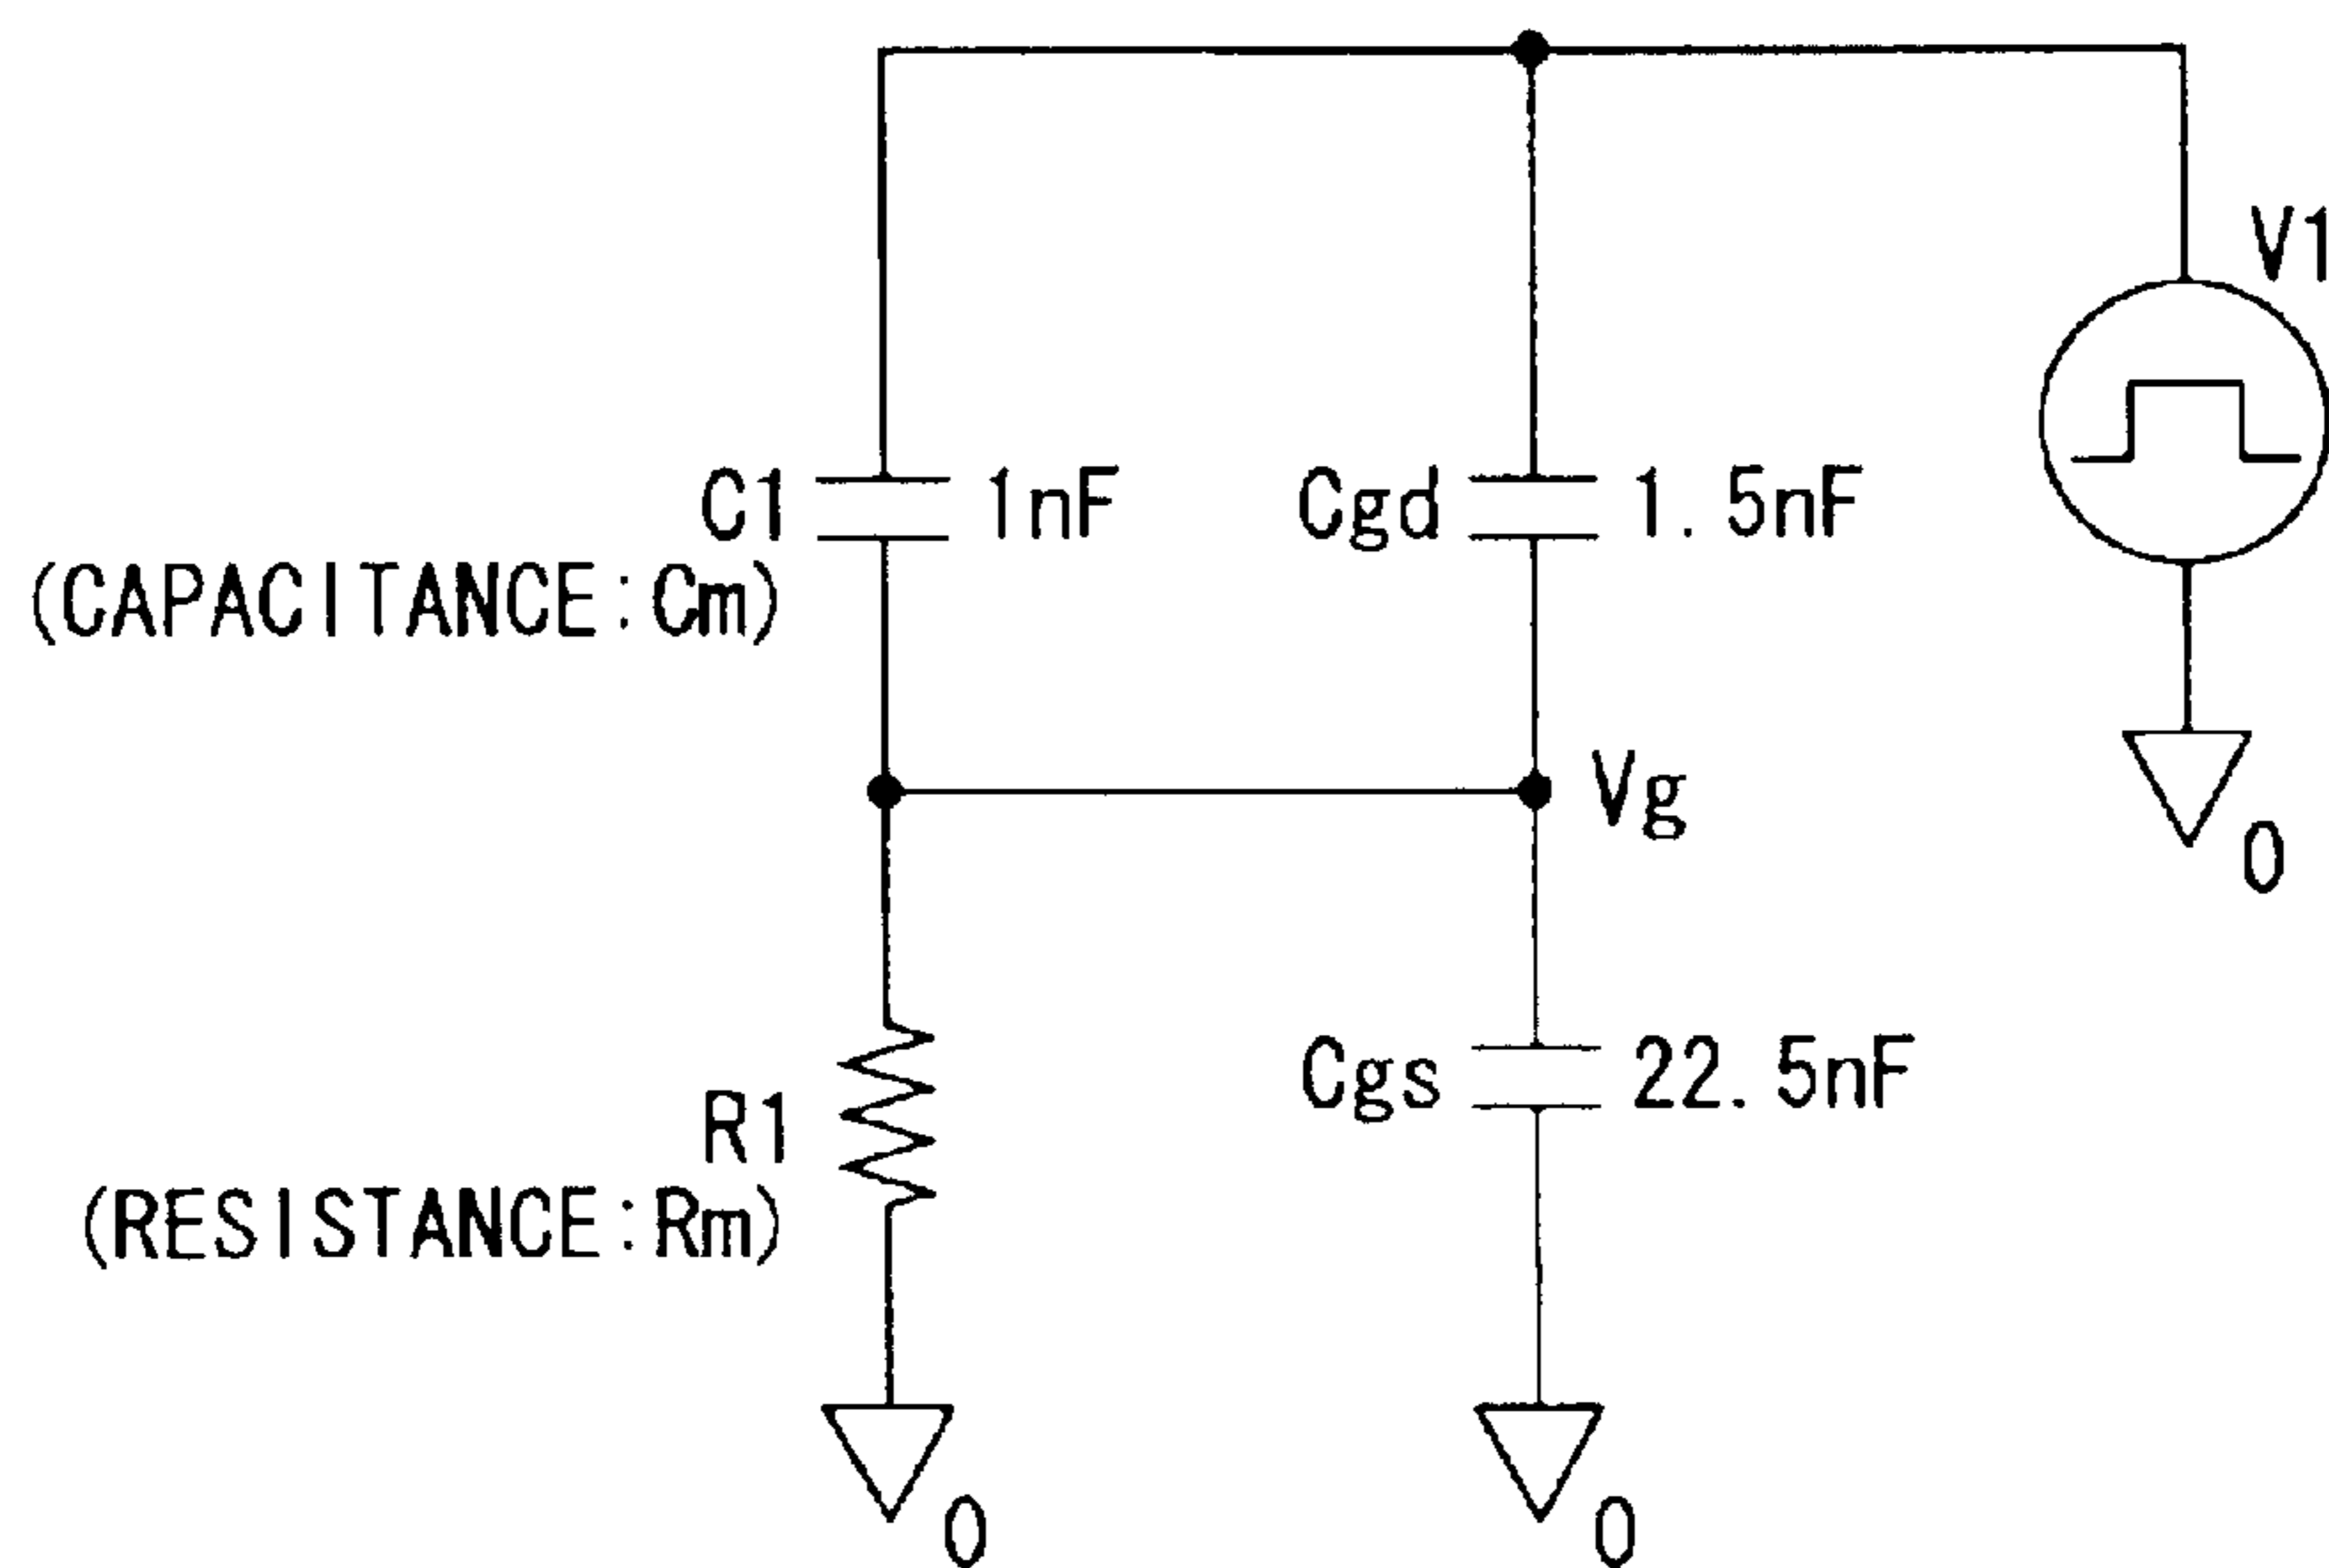 V1
C1 1nF
Cgd 1.5nF
(CAPACITANCE:Cm)
Vg
0
R1
Cgs 22.5nF
(RESISTANCE:Rm)
0
0